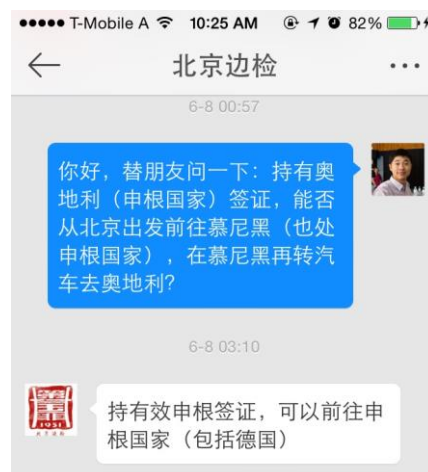 T-Mobile A 10:25 AM 82%
北京边检
6-8 00:57
你好，替朋友问一下：持有奥
地利（申根国家）签证，能否
从北京出发前往慕尼黑（也处
申根国家），在慕尼黑再转汽
车去奥地利？
6-8 03:10
1951
持有效申根签证，可以前往申
根国家（包括德国）